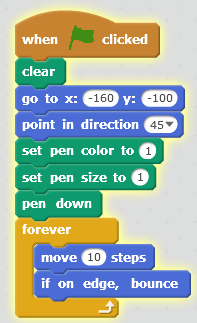 when clicked
clear
go to x: -160 y: -100
point in direction 45
set pen color to 1
set pen size to 1
pen down
forever
move 10 steps
if on edge, bounce